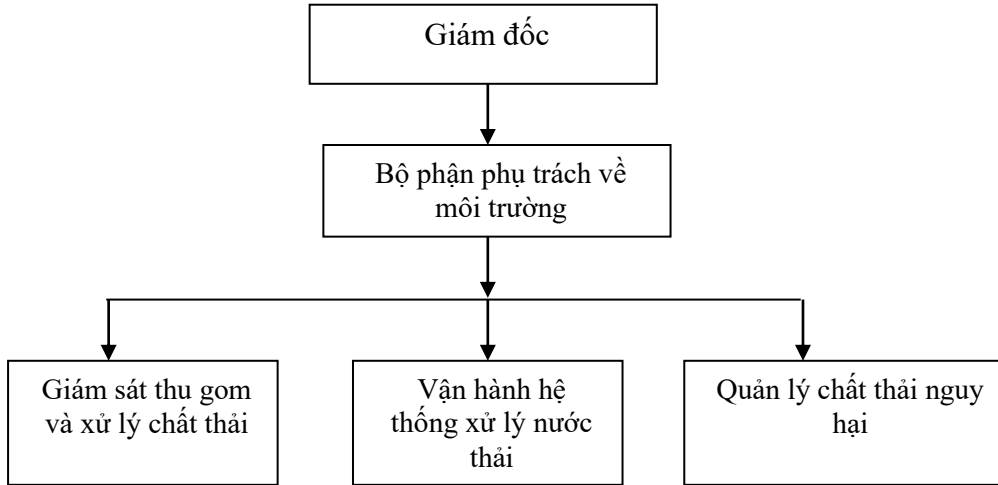 Giám đốc
Bộ phận phụ trách về
môi trường
Giám sát thu gom
và xử lý chất thải
Vận hành hệ
thống xử lý nước
thải
Quản lý chất thải nguy
hại